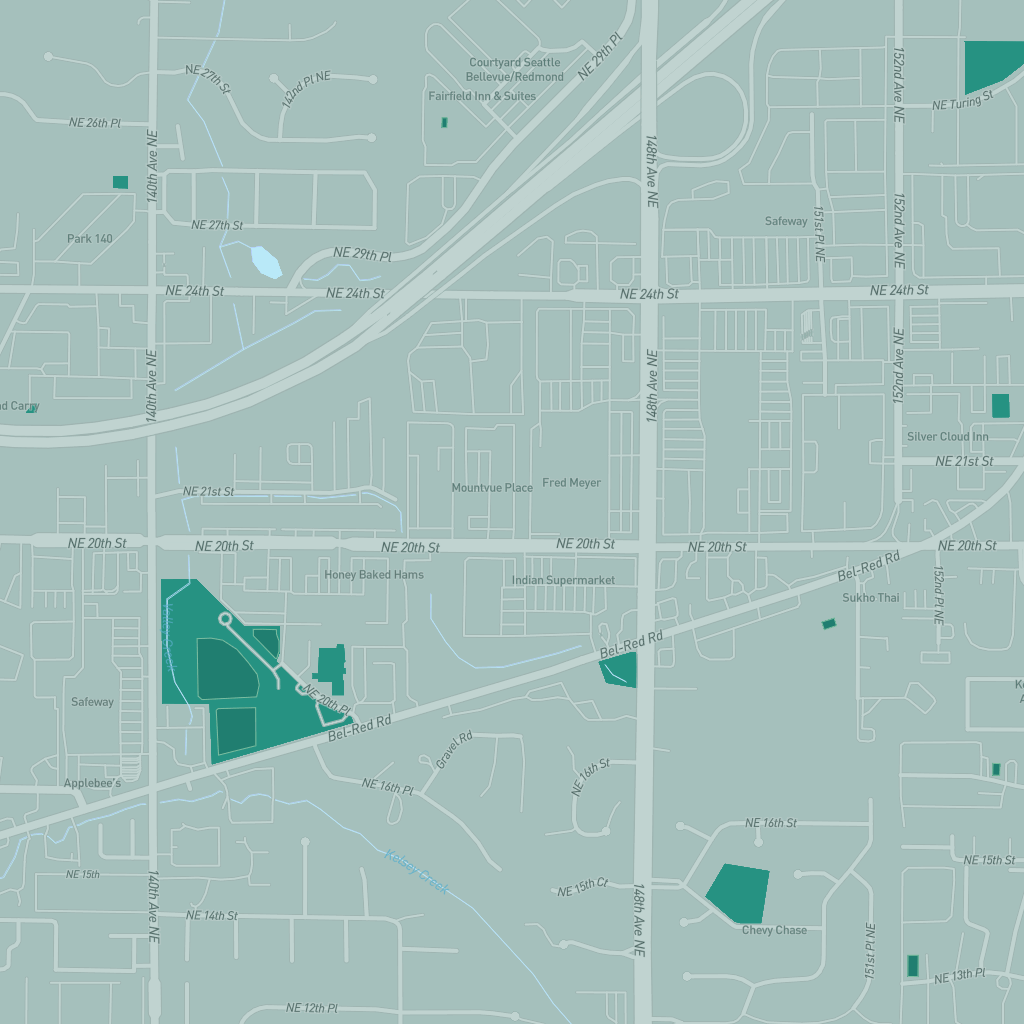 NE 29th Pl
Courtyard Seattle
Bellevue/Redmond
152nd Ave NE
NE 27th St
142nd Pl NE
Fairfield Inn & Suites
NE Turing St
NE 26th Pl
140th Ave NE
148th Ave NE
Safeway
151st Pl NE
152nd Ave NE
NE 27th St
Park 140
NE 29th Pl
NE 24th St
NE 24th St
NE 24th St
NE 24th St
140th Ave NE
148th Ave NE
152nd Ave NE
nd Carry
Silver Cloud Inn
NE 21st St
NE 21st St
Mountvue Place
Fred Meyer
NE 20th St
NE 20th St
NE 20th St
NE 20th St
NE 20th St
NE 20th St
Bel-Red Rd
Honey Baked Hams
Indian Supermarket
152nd Pl NE
Sukho Thai
Valley Creek
Bel-Red Rd
Safeway
NE 20th Pl
Bel-Red Rd
Gravel Rd
Applebee's
NE 16th Pl
NE 16th St
NE 16th St
Kelsey Creek
NE 15th St
NE 15th
NE 15th Ct
140th Ave NE
148th Ave NE
NE 14th St
Chevy Chase
151st Pl NE
NE 13th Pl
NE 12th Pl